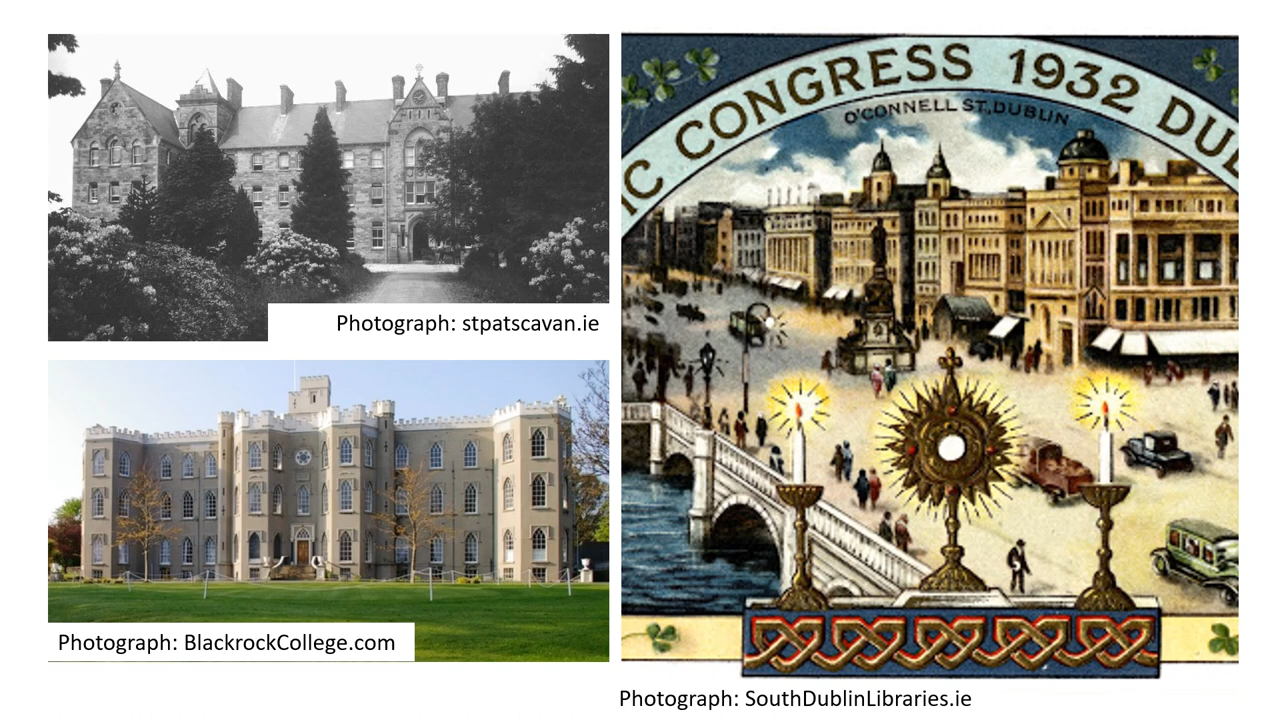 Photograph: stpatscavan.ie
Photograph: BlackrockCollege.com
IC CONGRESS 1932 DU
O'CONNELL ST, DUBLIN
Photograph: SouthDublinLibraries.ie